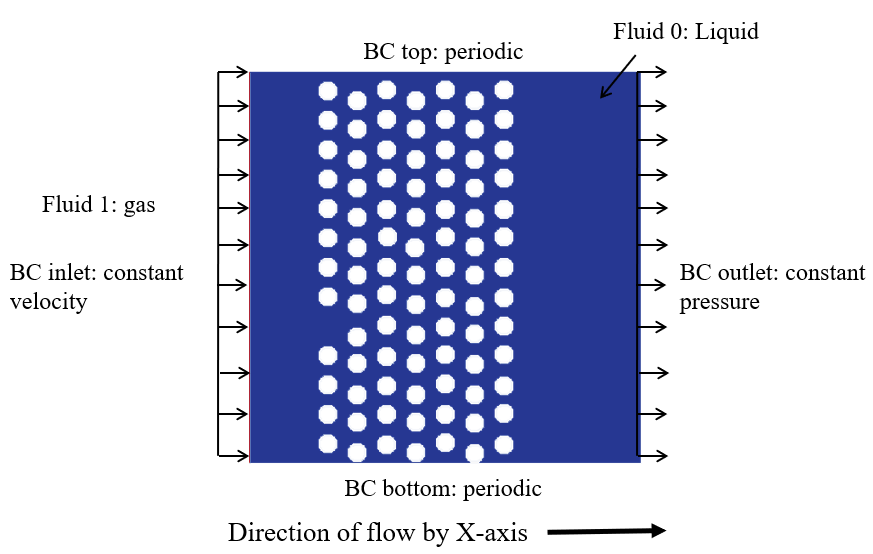 Fluid 0: Liquid
BC top: periodic
Fluid 1: gas
BC inlet: constant
velocity
BC outlet: constant
pressure
BC bottom: periodic
Direction of flow by X-axis